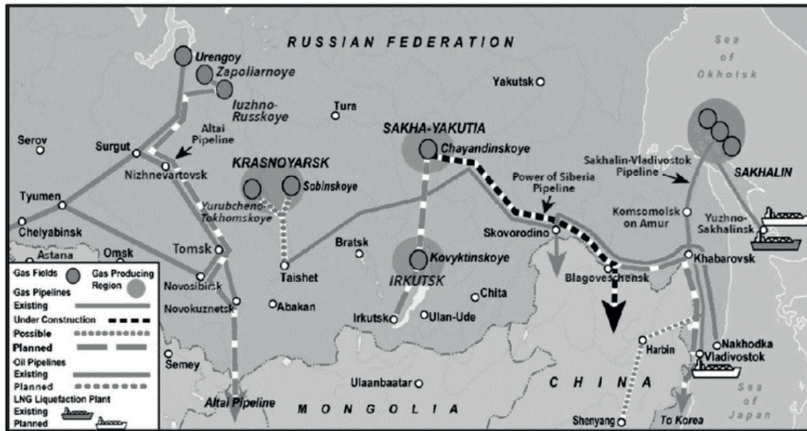 RUSSIAN FEDERATION
Sea
of
Okhotsk
Urengoy
Zapoliarnoye
Iuzhno-
Russkoye
Yakutsk
Tura
Altai
Pipeline
Serov
Surgut
Nizhnevartovsk
SAKHA-YAKUTIA
Chayandinskoye
KRASNOYARSK
Sobinskoye
Yurubcheno-
Tokhomskoye
Power of Siberia
Pipeline
Sakhalin-Vladivostok
Pipeline
SAKHALIN
Tyumen
Chelyabinsk
Komsomolsk
on Amur
Yuzhno-
Sakhalinsk
Skovorodino
Omsk
Astana
Tomsk
Bratsk
Kovyktinskoye
IRKUTSK
Khabarovsk
Taishet
Blagoveschensk
Novosibirsk
Novokuznetsk
Abakan
Chita
Irkutsk
Ulan-Ude
Semey
Harbin
Nakhodka
Vladivostok
Ulaanbaatar
CHINA
MONGOLIA
Altai Pipeline
Shenyang
To Korea
Sea
of
Japan
Gas Fields
Gas Producing
Region
Gas Pipelines
Existing
Under Construction
Possible
Planned
Oil Pipelines
Existing
Planned
LNG Liquefaction Plant
Existing
Planned